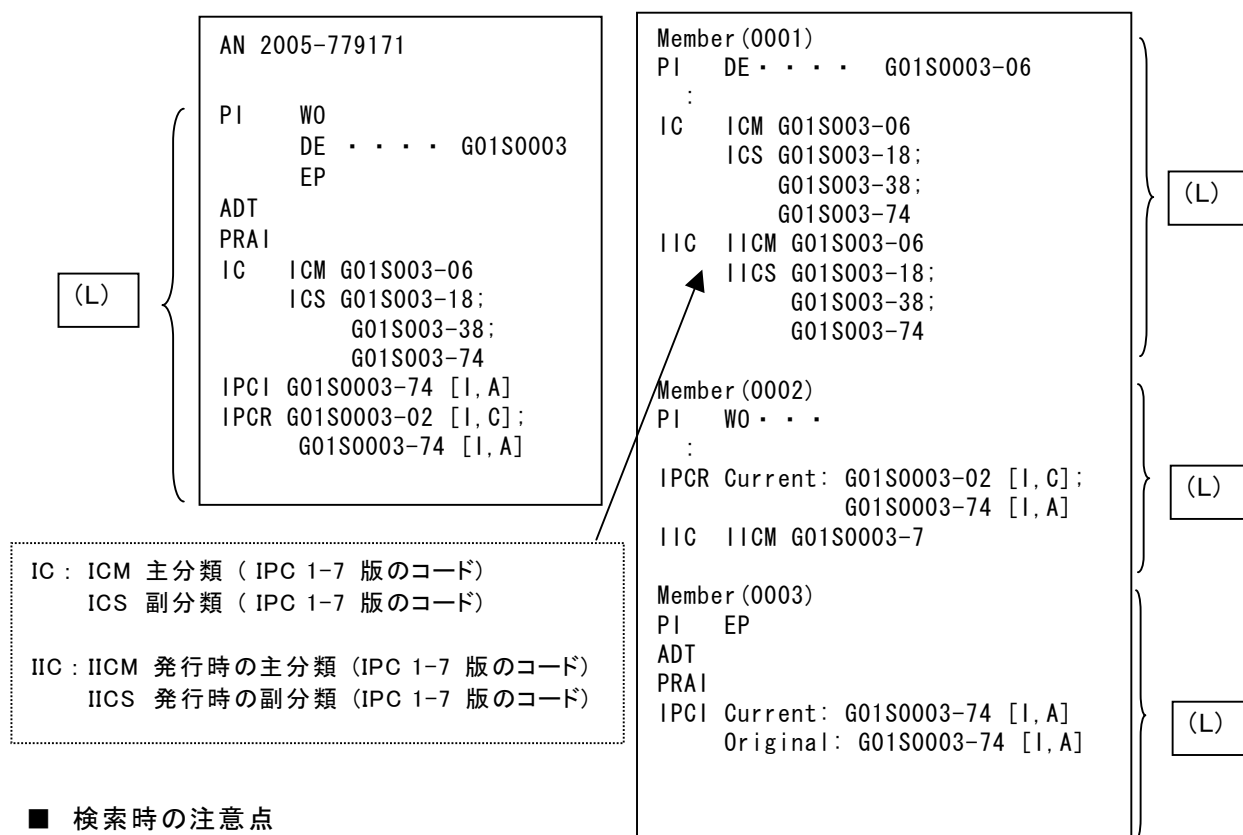 AN 2005-779171
PI WO
DE ・・・・ G01S0003
EP
ADT
PRAI
IC ICM G01S003-06
ICS G01S003-18;
G01S003-38;
G01S003-74
IPCI G01S0003-74 [I,A]
IPCR G01S0003-02 [I,C];
G01S0003-74 [I,A]
(L)
Member(0001)
PI DE・・・・ G01S0003-06
:
IC ICM G01S003-06
ICS G01S003-18;
G01S003-38;
G01S003-74
IIC IICM G01S003-06
IICS G01S003-18;
G01S003-38;
G01S003-74
(L)
Member(0002)
PI WO・・・
:
IPCR Current: G01S0003-02 [I,C];
G01S0003-74 [I,A]
IIC IICM G01S0003-7
(L)
Member(0003)
PI EP
ADT
PRAI
IPCI Current: G01S0003-74 [I,A]
Original: G01S0003-74 [I,A]
(L)
IC : ICM 主分類 ( IPC 1-7 版のコード)
ICS 副分類 ( IPC 1-7 版のコード)
IIC : IICM 発行時の主分類 (IPC 1-7 版のコード)
IICS 発行時の副分類 (IPC 1-7 版のコード)
■ 検索時の注意点